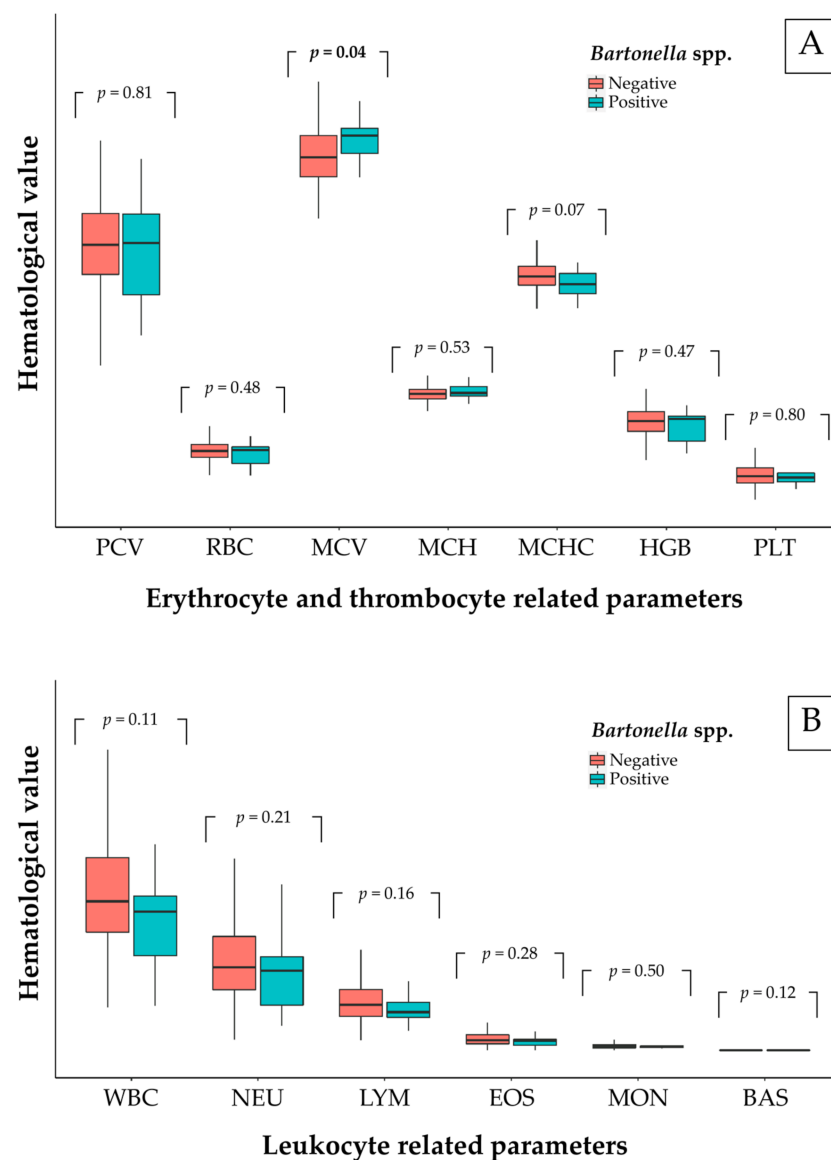 A
p = 0.04
Bartonella spp.
Negative
Positive
p = 0.81
p = 0.07
p = 0.53
p = 0.47
p = 0.48
p = 0.80
Hematological value
PCV RBC MCV MCH MCHC HGB PLT
Erythrocyte and thrombocyte related parameters
B
p = 0.11
Bartonella spp.
Negative
Positive
p = 0.21
p = 0.16
p = 0.28
p = 0.50
p = 0.12
Hematological value
WBC NEU LYM EOS MON BAS
Leukocyte related parameters